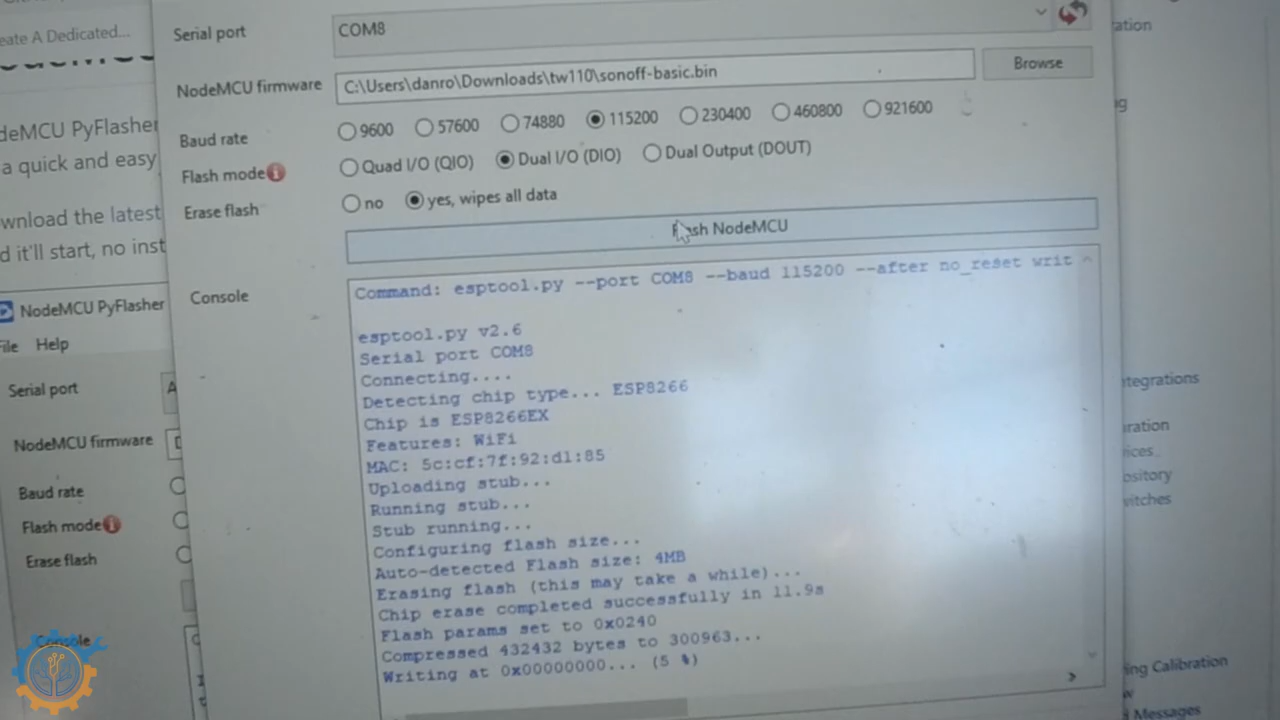 eate A Dedicated...
deMCU PyFlasher
a quick and easy
wnload the latest
d it'll start, no inst
NodeMCU PyFlasher
File Help
Serial port A
NodeMCU firmware
Baud rate
Flash mode
Erase flash
Console
Serial port COM8
NodeMCU firmware C:\Users\danro\Downloads\tw110\sonoff-basic.bin Browse
Baud rate 9600 57600 74880 115200 230400 460800 921600
Flash mode Quad I/O (QIO) Dual I/O (DIO) Dual Output (DOUT)
Erase flash no yes, wipes all data
Flash NodeMCU
Console
Command: esptool.py --port COM8 --baud 115200 --after no_reset writ
esptool.py v2.6
Serial port COM8
Connecting....
Detecting chip type... ESP8266
Chip is ESP8266EX
Features: WiFi
MAC: 5c:cf:7f:92:d1:85
Uploading stub...
Running stub...
Stub running...
Configuring flash size...
Auto-detected Flash size: 4MB
Erasing flash (this may take a while)...
Chip erase completed successfully in 11.9s
Flash params set to 0x0240
Compressed 432432 bytes to 300963...
Writing at 0x00000000... (5 %)
ration
g
ntegrations
uration
vices
ository
witches
ing Calibration
w
d Messages